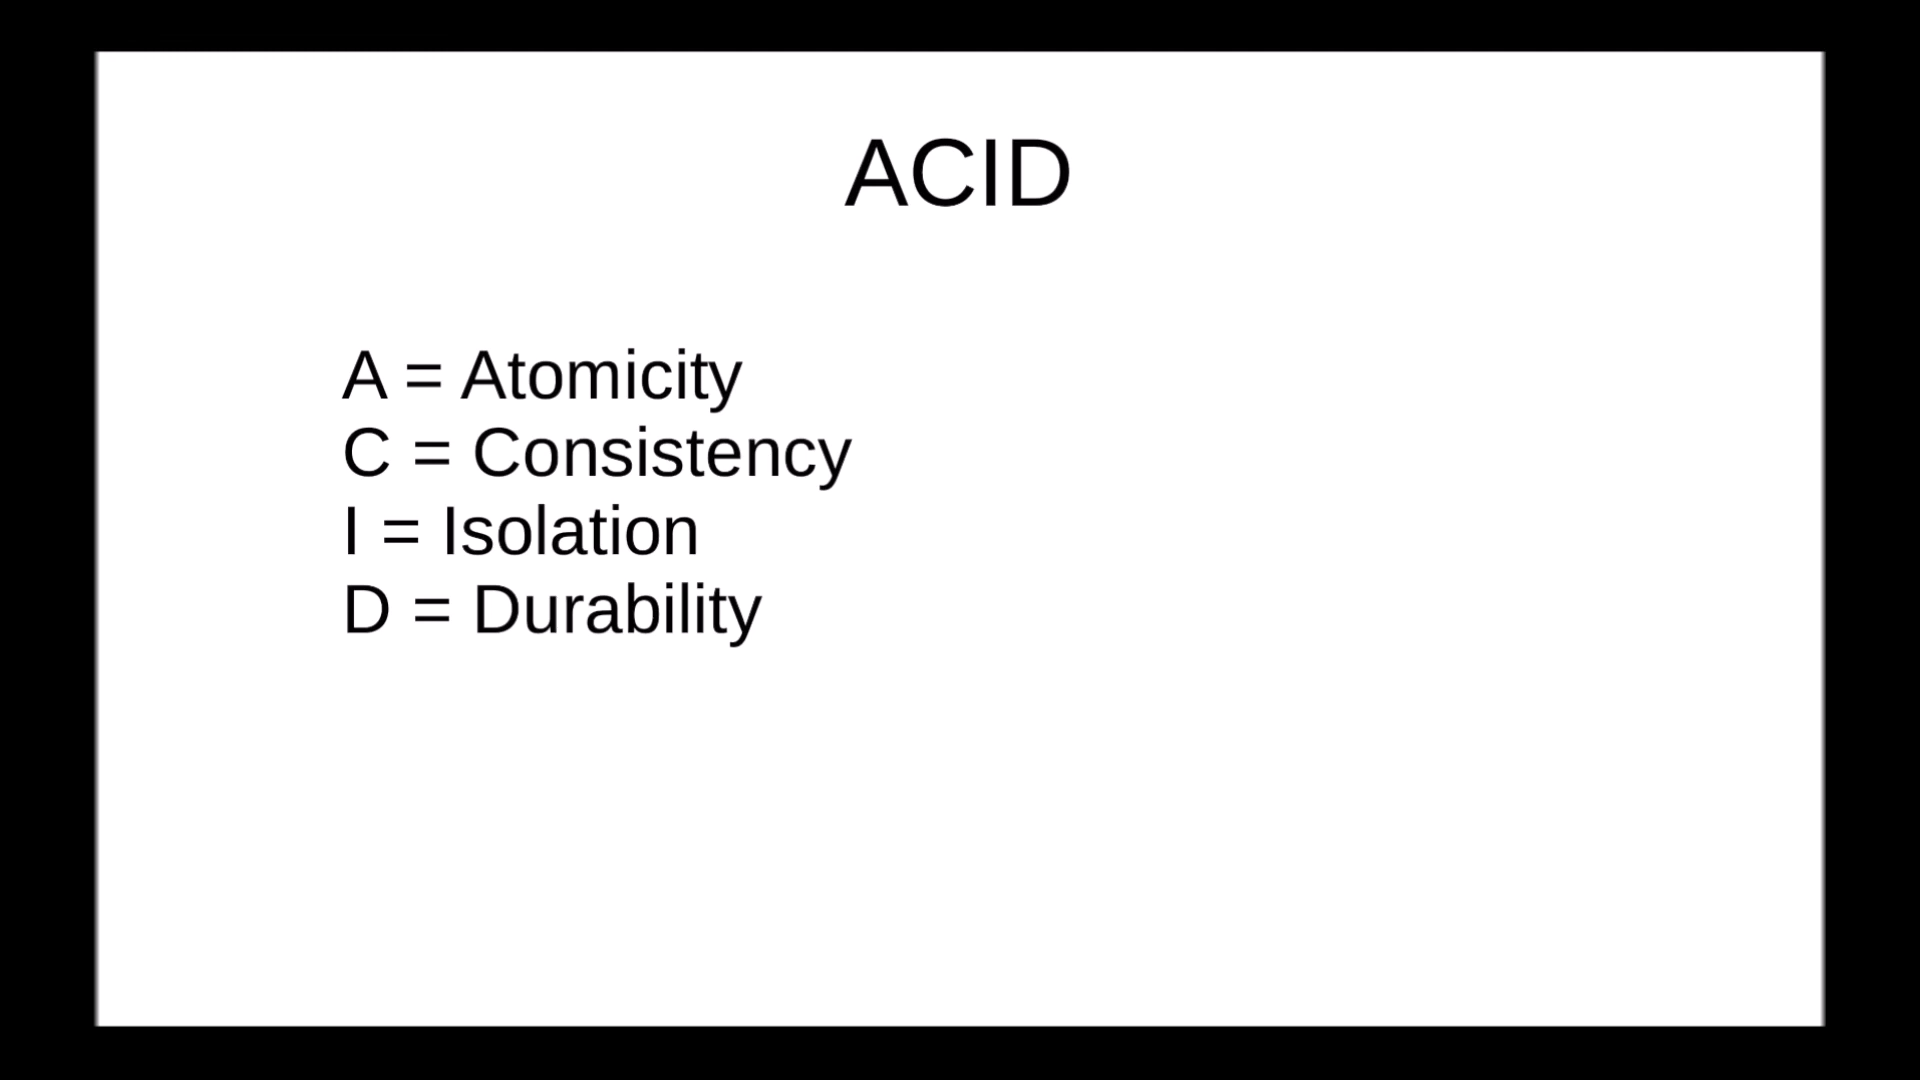 ACID
A = Atomicity
C = Consistency
I = Isolation
D = Durability